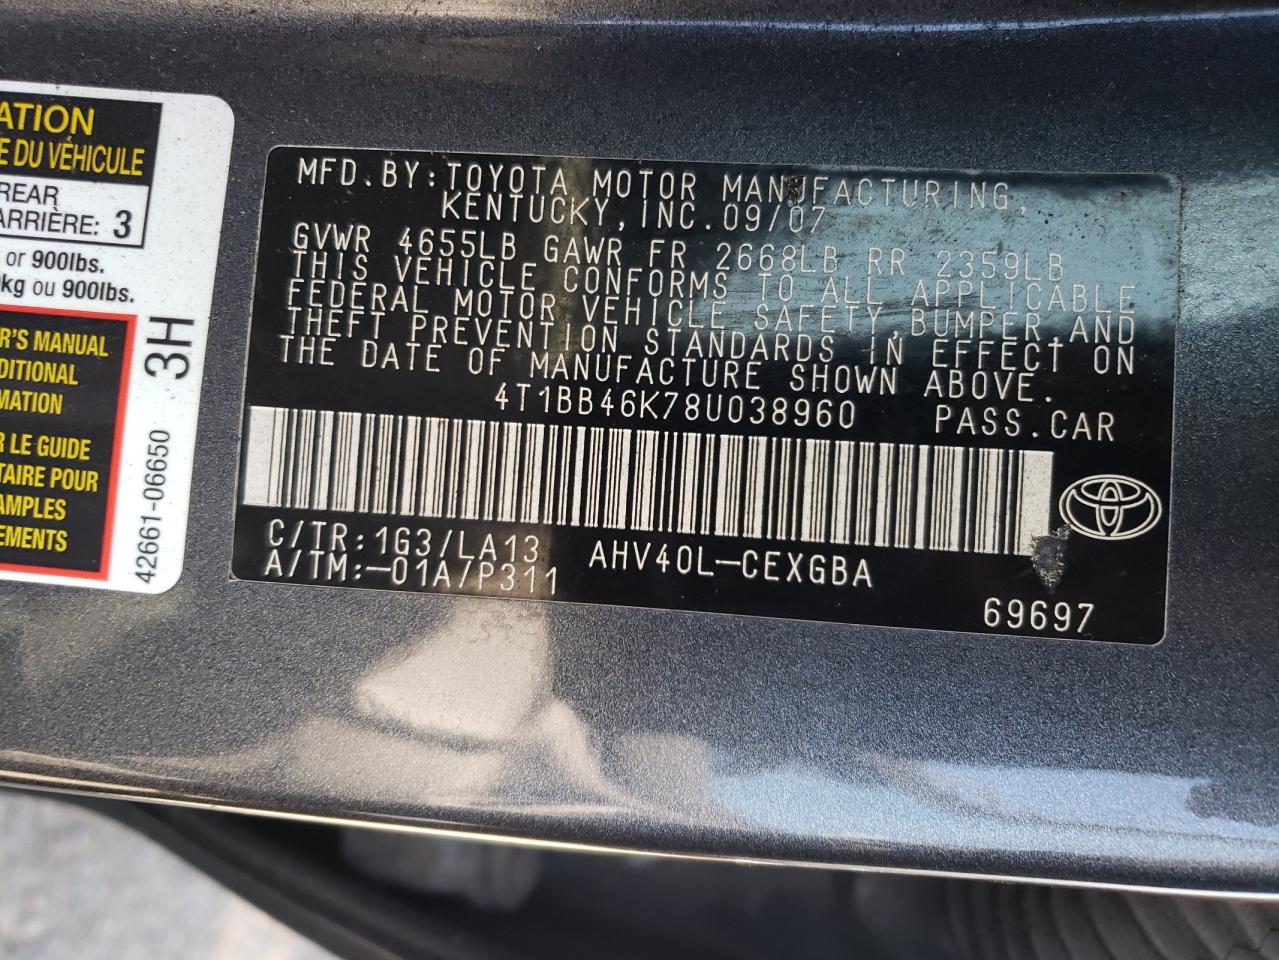 ATION
E DU VÉHICULE
REAR
ARRIÈRE: 3
or 900lbs.
kg ou 900lbs.
R'S MANUAL
DITIONAL
MATION
R LE GUIDE
TAIRE POUR
AMPLES
EMENTS
3H
42661-06650
MFD.BY:TOYOTA MOTOR MANUFACTURING,
KENTUCKY,INC.09/07
GVWR 4655LB GAWR FR 2668LB RR 2359LB
THIS VEHICLE CONFORMS TO ALL APPLICABLE
FEDERAL MOTOR VEHICLE SAFETY,BUMPER,AND
THEFT PREVENTION STANDARDS IN EFFECT ON
THE DATE OF MANUFACTURE SHOWN ABOVE.
4T1BB46K78U038960 PASS.CAR
C/TR:1G3/LA13 AHV40L-CEXGBA
A/TM:-01A/P311
69697